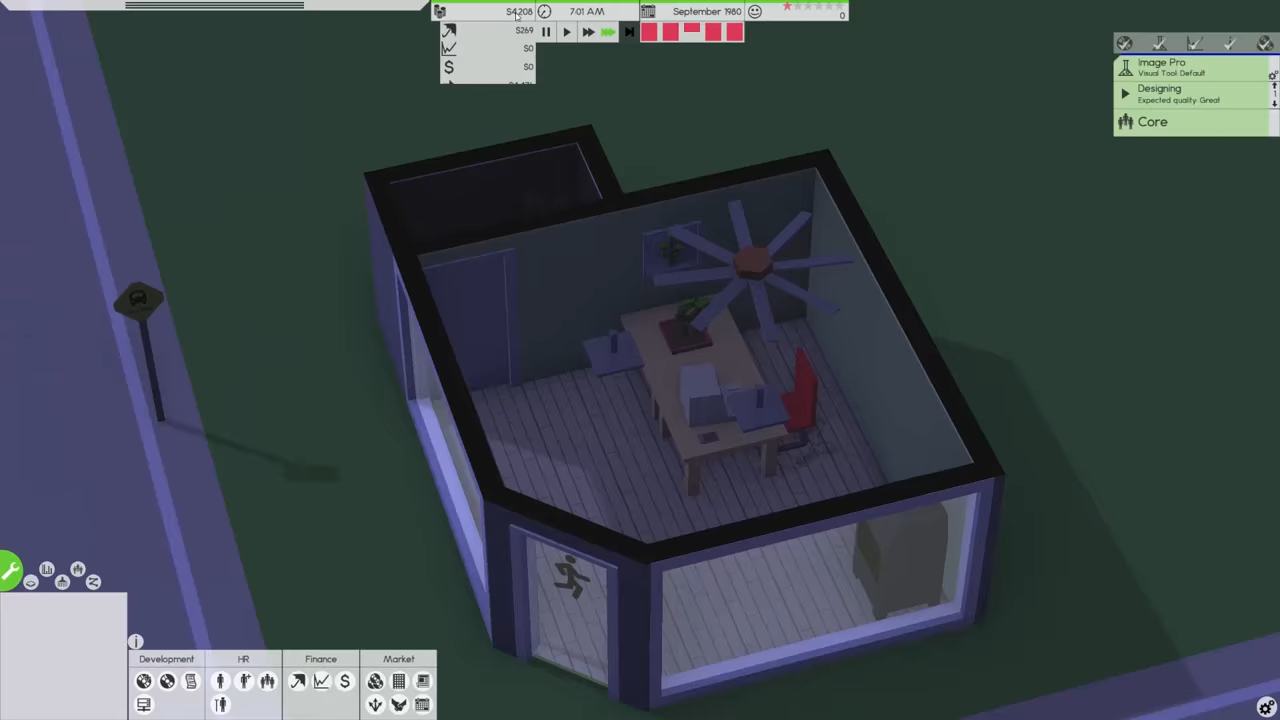 $4,208
7:01 AM
September 1980
0
$269
$0
$0
Image Pro
Visual Tool Default
Designing
Expected quality Great
1
Core
Development
HR
Finance
Market